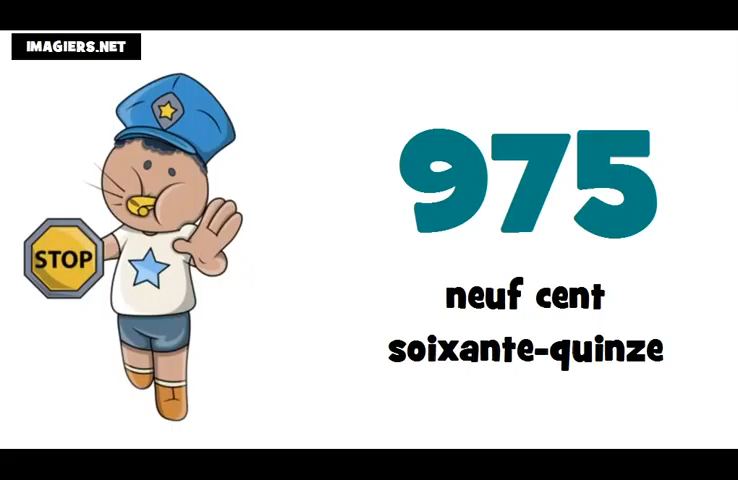 IMAGIERS.NET
STOP
975
neuf cent
soixante-quinze